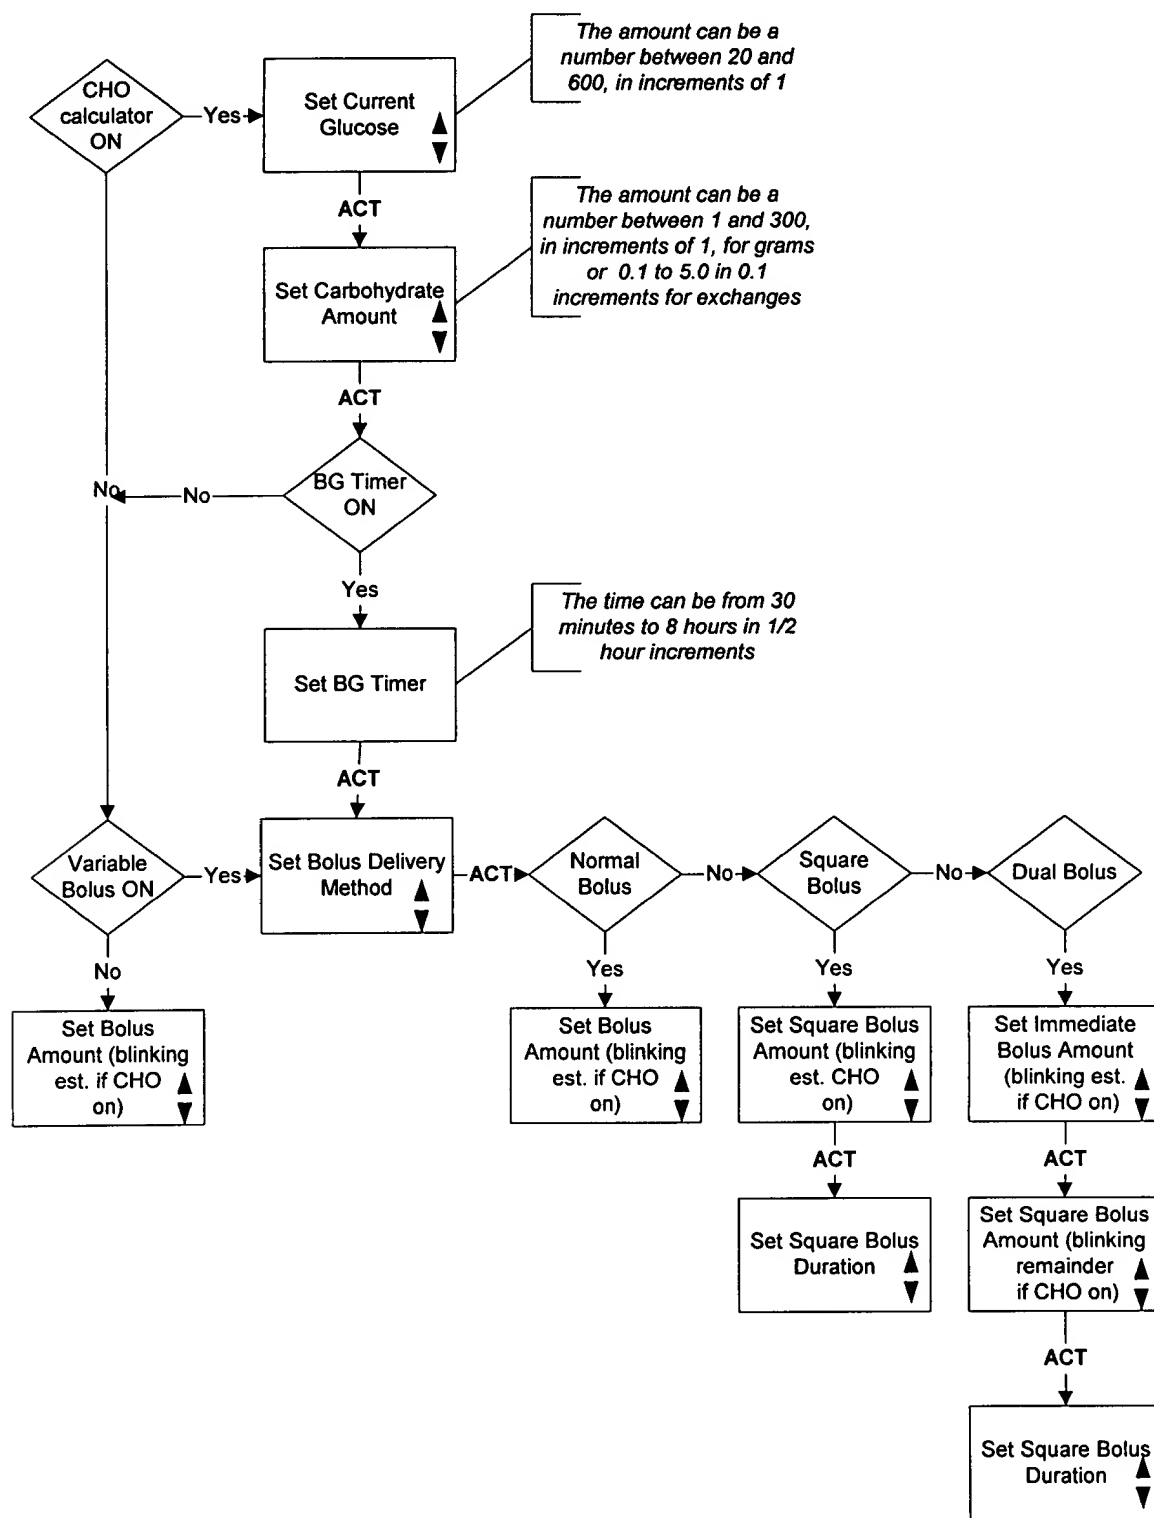 The amount can be a
number between 20 and
600, in increments of 1
CHO
calculator
ON
Yes
Set Current
Glucose
ACT
The amount can be a
number between 1 and 300,
in increments of 1, for grams
or 0.1 to 5.0 in 0.1
increments for exchanges
Set Carbohydrate
Amount
ACT
BG Timer
ON
No
No
Yes
The time can be from 30
minutes to 8 hours in 1/2
hour increments
Set BG Timer
ACT
Variable
Bolus ON
Yes
Set Bolus Delivery
Method
ACT
Normal
Bolus
No
Square
Bolus
No
Dual Bolus
No
Yes
Yes
Yes
Set Bolus
Amount (blinking
est. if CHO
on)
Set Bolus
Amount (blinking
est. if CHO
on)
Set Square Bolus
Amount (blinking
est. CHO
on)
Set Immediate
Bolus Amount
(blinking est.
if CHO on)
ACT
ACT
Set Square Bolus
Duration
Set Square Bolus
Amount (blinking
remainder
if CHO on)
ACT
Set Square Bolus
Duration